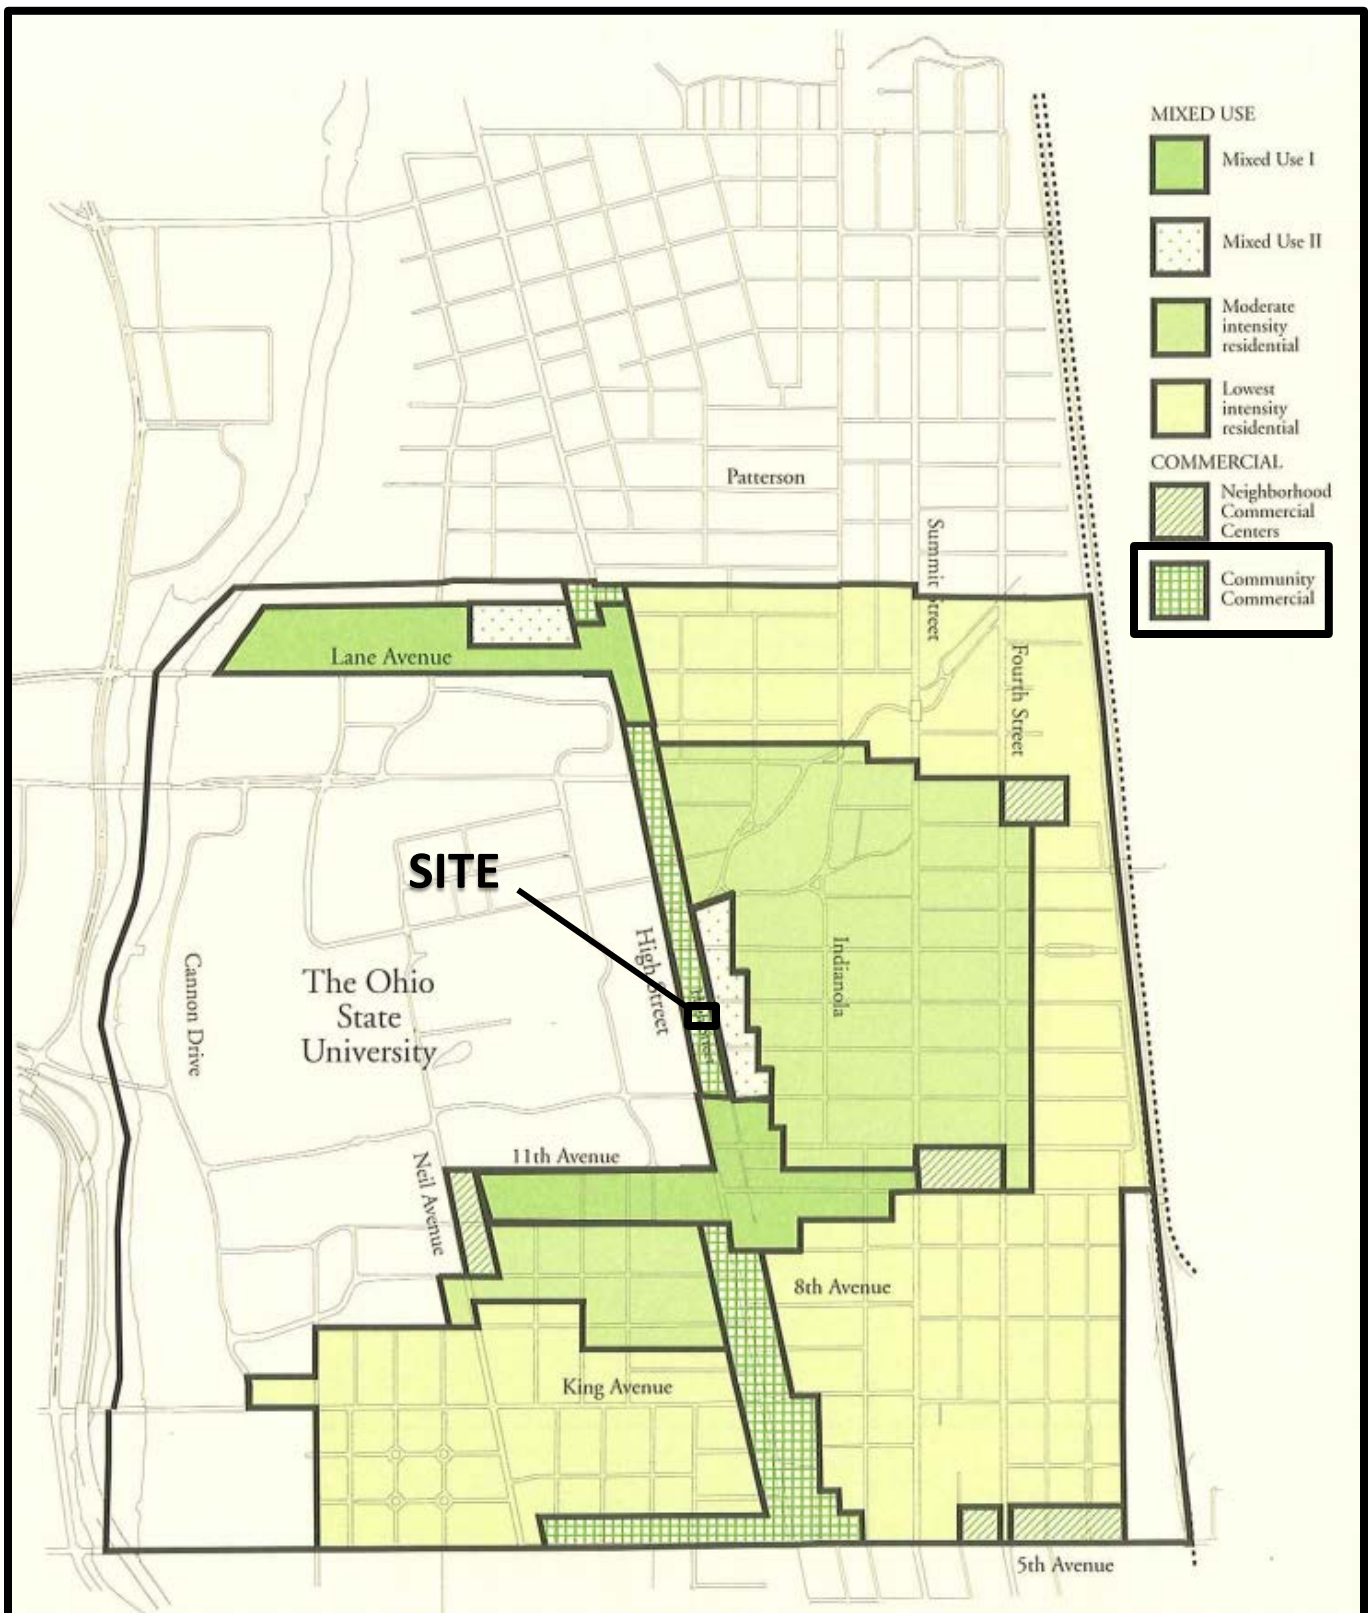 MIXED USE
Mixed Use I
Mixed Use II
Moderate
intensity
residential
Lowest
intensity
residential
COMMERCIAL
Neighborhood
Commercial
Centers
Community
Commercial
Patterson
Summit Street
Fourth Street
Lane Avenue
SITE
High Street
Indianola
Cannon Drive
The Ohio
State
University
11th Avenue
Neil Avenue
8th Avenue
King Avenue
5th Avenue